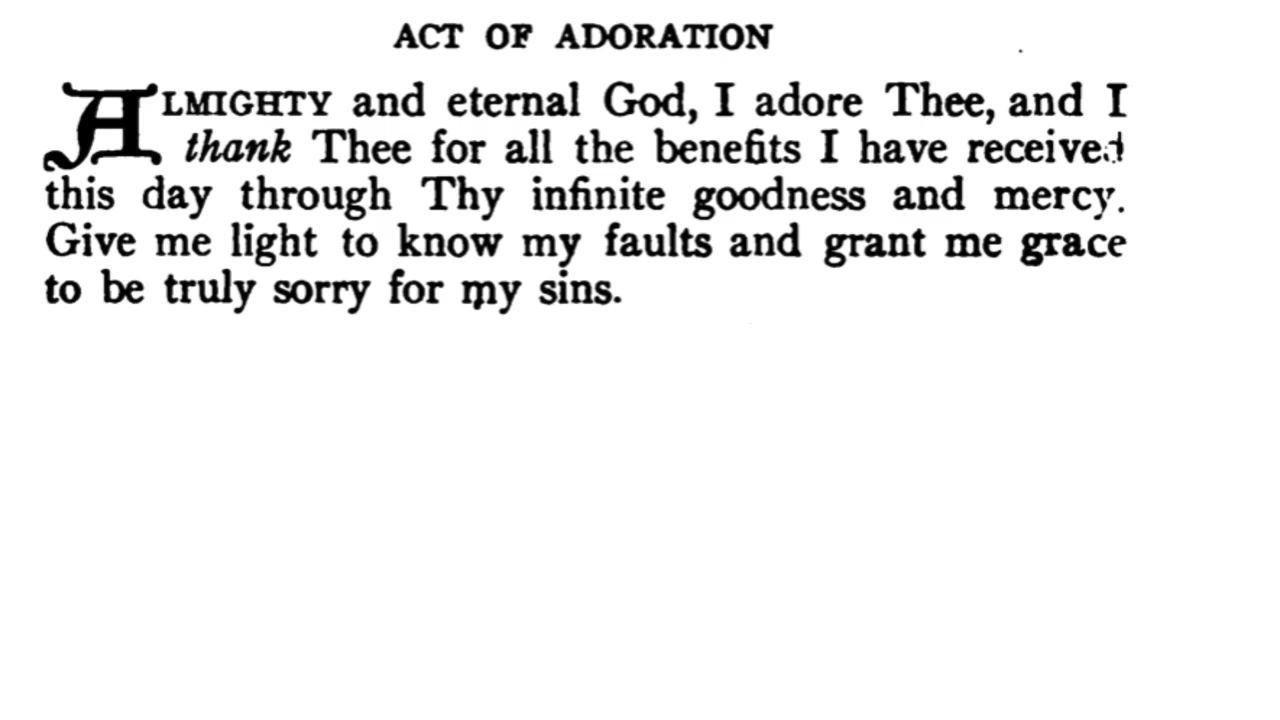 ACT OF ADORATION
ALMIGHTY and eternal God, I adore Thee, and I
thank Thee for all the benefits I have received
this day through Thy infinite goodness and mercy.
Give me light to know my faults and grant me grace
to be truly sorry for my sins.